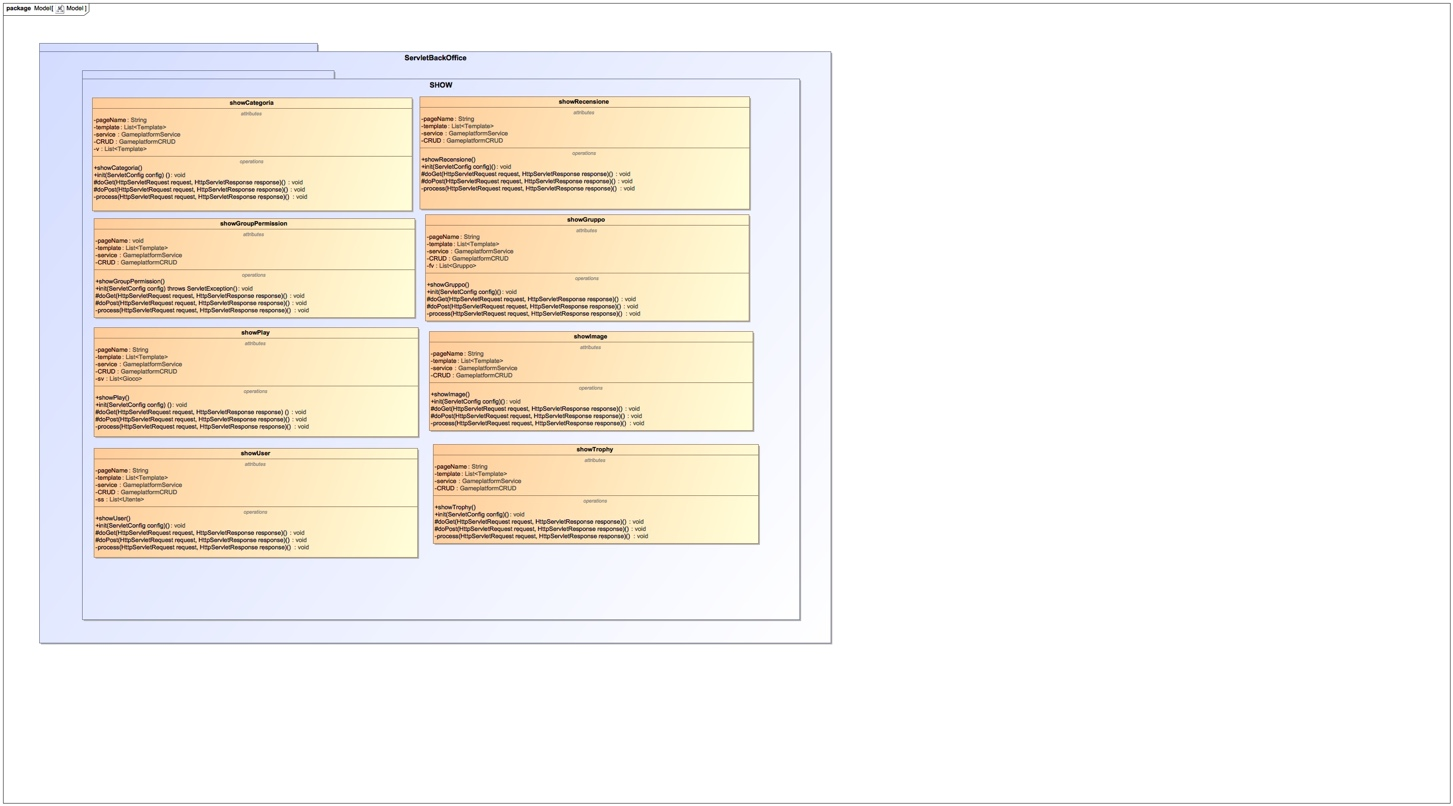 package Model[ Model ]
ServletBackOffice
SHOW
showCategoria
attributes
-pageName : String
-template : List<Template>
-service : GameplatformService
-CRUD : GameplatformCRUD
-v : List<Template>
operations
+showCategoria()
+init(ServletConfig config) () : void
#doGet(HttpServletRequest request, HttpServletResponse response)() : void
#doPost(HttpServletRequest request, HttpServletResponse response)() : void
-process(HttpServletRequest request, HttpServletResponse response)() : void
showRecensione
attributes
-pageName : String
-template : List<Template>
-service : GameplatformService
-CRUD : GameplatformCRUD
operations
+showRecensione()
+init(ServletConfig config)() : void
#doGet(HttpServletRequest request, HttpServletResponse response)() : void
#doPost(HttpServletRequest request, HttpServletResponse response)() : void
-process(HttpServletRequest request, HttpServletResponse response)() : void
showGroupPermission
attributes
-pageName : void
-template : List<Template>
-service : GameplatformService
-CRUD : GameplatformCRUD
operations
+showGroupPermission()
+init(ServletConfig config) throws ServletException() : void
#doGet(HttpServletRequest request, HttpServletResponse response)() : void
#doPost(HttpServletRequest request, HttpServletResponse response)() : void
-process(HttpServletRequest request, HttpServletResponse response)() : void
showGruppo
attributes
-pageName : String
-template : List<Template>
-service : GameplatformService
-CRUD : GameplatformCRUD
-fv : List<Gruppo>
operations
+showGruppo()
+init(ServletConfig config)() : void
#doGet(HttpServletRequest request, HttpServletResponse response)() : void
#doPost(HttpServletRequest request, HttpServletResponse response)() : void
-process(HttpServletRequest request, HttpServletResponse response)() : void
showPlay
attributes
-pageName : String
-template : List<Template>
-service : GameplatformService
-CRUD : GameplatformCRUD
-sv : List<Gioco>
operations
+showPlay()
+init(ServletConfig config) () : void
#doGet(HttpServletRequest request, HttpServletResponse response) () : void
#doPost(HttpServletRequest request, HttpServletResponse response)() : void
-process(HttpServletRequest request, HttpServletResponse response)() : void
showImage
attributes
-pageName : String
-template : List<Template>
-service : GameplatformService
-CRUD : GameplatformCRUD
operations
+showImage()
+init(ServletConfig config)() : void
#doGet(HttpServletRequest request, HttpServletResponse response)() : void
#doPost(HttpServletRequest request, HttpServletResponse response)() : void
-process(HttpServletRequest request, HttpServletResponse response)() : void
showUser
attributes
-pageName : String
-template : List<Template>
-service : GameplatformService
-CRUD : GameplatformCRUD
-ss : List<Utente>
operations
+showUser()
+init(ServletConfig config)() : void
#doGet(HttpServletRequest request, HttpServletResponse response)() : void
#doPost(HttpServletRequest request, HttpServletResponse response)() : void
-process(HttpServletRequest request, HttpServletResponse response)() : void
showTrophy
attributes
-pageName : String
-template : List<Template>
-service : GameplatformService
-CRUD : GameplatformCRUD
operations
+showTrophy()
+init(ServletConfig config)() : void
#doGet(HttpServletRequest request, HttpServletResponse response)() : void
#doPost(HttpServletRequest request, HttpServletResponse response)() : void
-process(HttpServletRequest request, HttpServletResponse response)() : void